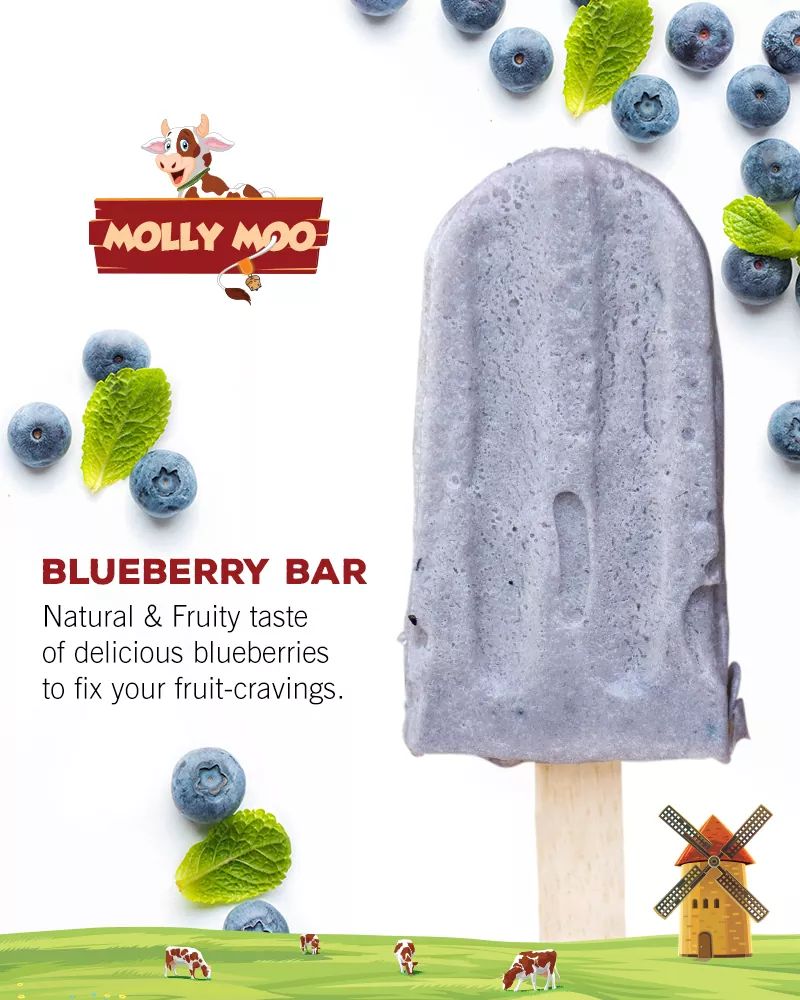 MOLLY MOO
BLUEBERRY BAR
Natural & Fruity taste
of delicious blueberries
to fix your fruit-cravings.